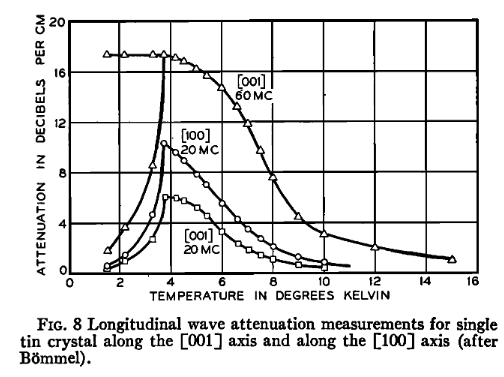 ATTENUATION IN DECIBELS PER CM
20
16
12
8
4
0
[001]
60 MC
[100]
20 MC
[001]
20 MC
0 2 4 6 8 10 12 14 16
TEMPERATURE IN DEGREES KELVIN
FIG. 8 Longitudinal wave attenuation measurements for single
tin crystal along the [001] axis and along the [100] axis (after
Bömmel).